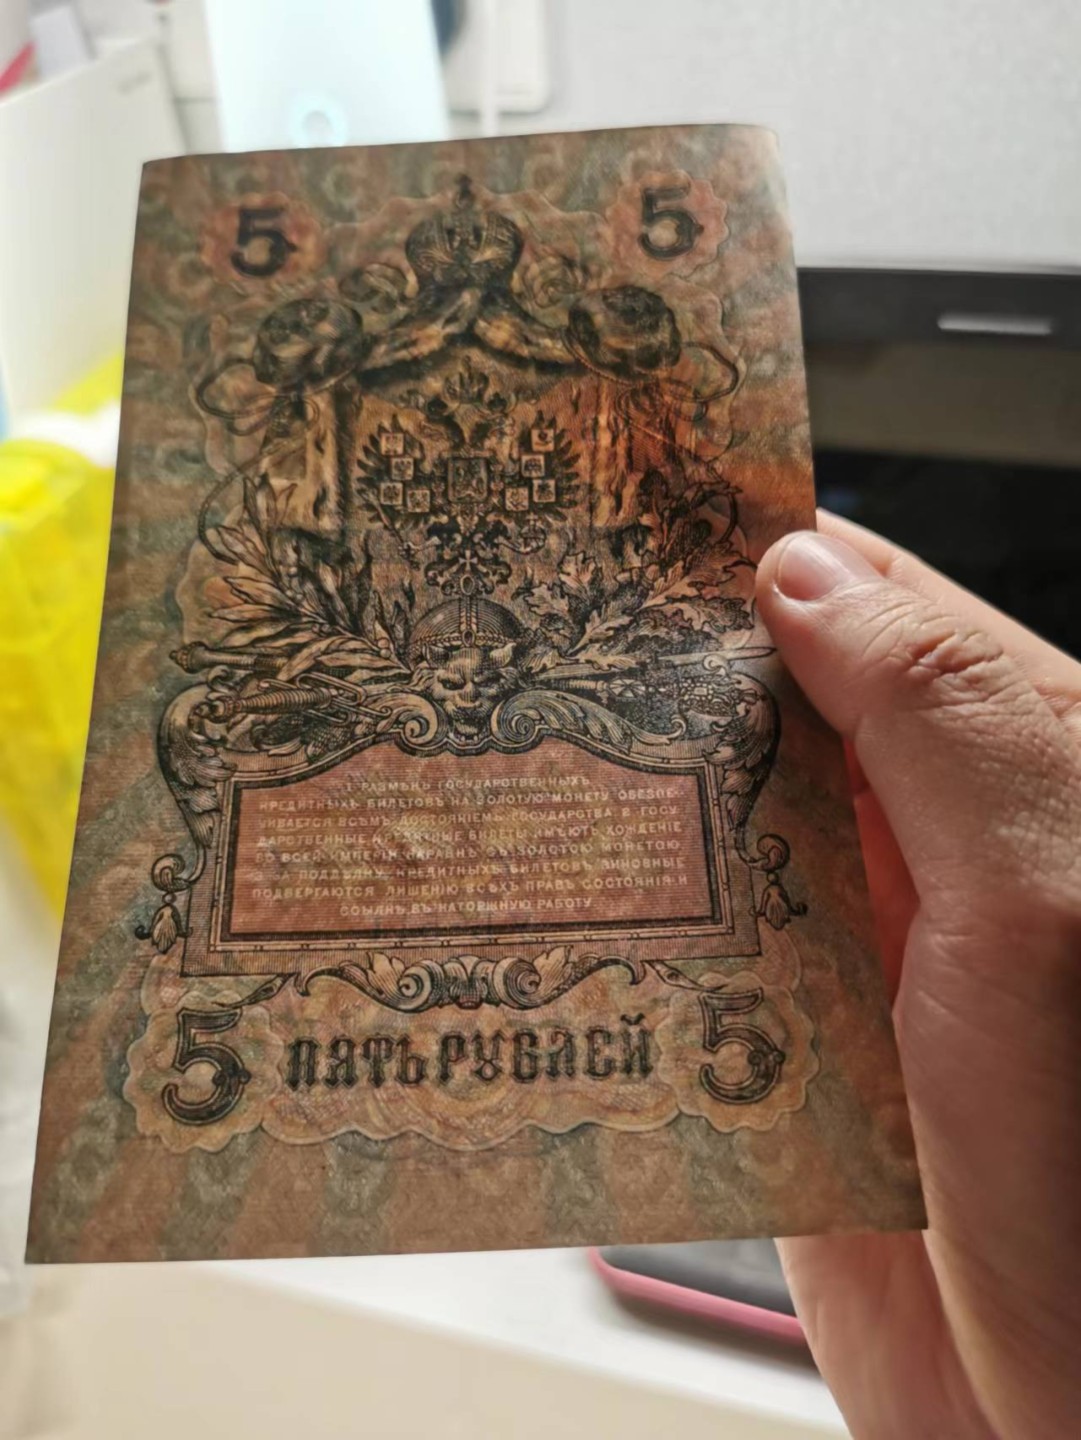 5 5
1. РАЗМѢНЪ ГОСУДАРСТВЕННЫХЪ
КРЕДИТНЫХЪ БИЛЕТОВЪ НА ЗОЛОТУЮ МОНЕТУ ОБЕЗПЕ-
ЧИВАЕТСЯ ВСѢМЪ ДОСТОЯНІЕМЪ ГОСУДАРСТВА. 2. ГОСУ
ДАРСТВЕННЫЕ КРЕДИТНЫЕ БИЛЕТЫ ИМѢЮТЪ ХОЖДЕНІЕ
ВО ВСЕЙ ИМПЕРІИ НАРАВНѢ СЪ ЗОЛОТОЮ МОНЕТОЮ
3. ЗА ПОДДѢЛКУ КРЕДИТНЫХЪ БИЛЕТОВЪ ВИНОВНЫЕ
ПОДВЕРГАЮТСЯ ЛИШЕНІЮ ВСѢХЪ ПРАВЪ СОСТОЯНІЯ И
ССЫЛКѢ ВЪ КАТОРЖНУЮ РАБОТУ
5 ПЯТЬ РУБЛЕЙ 5